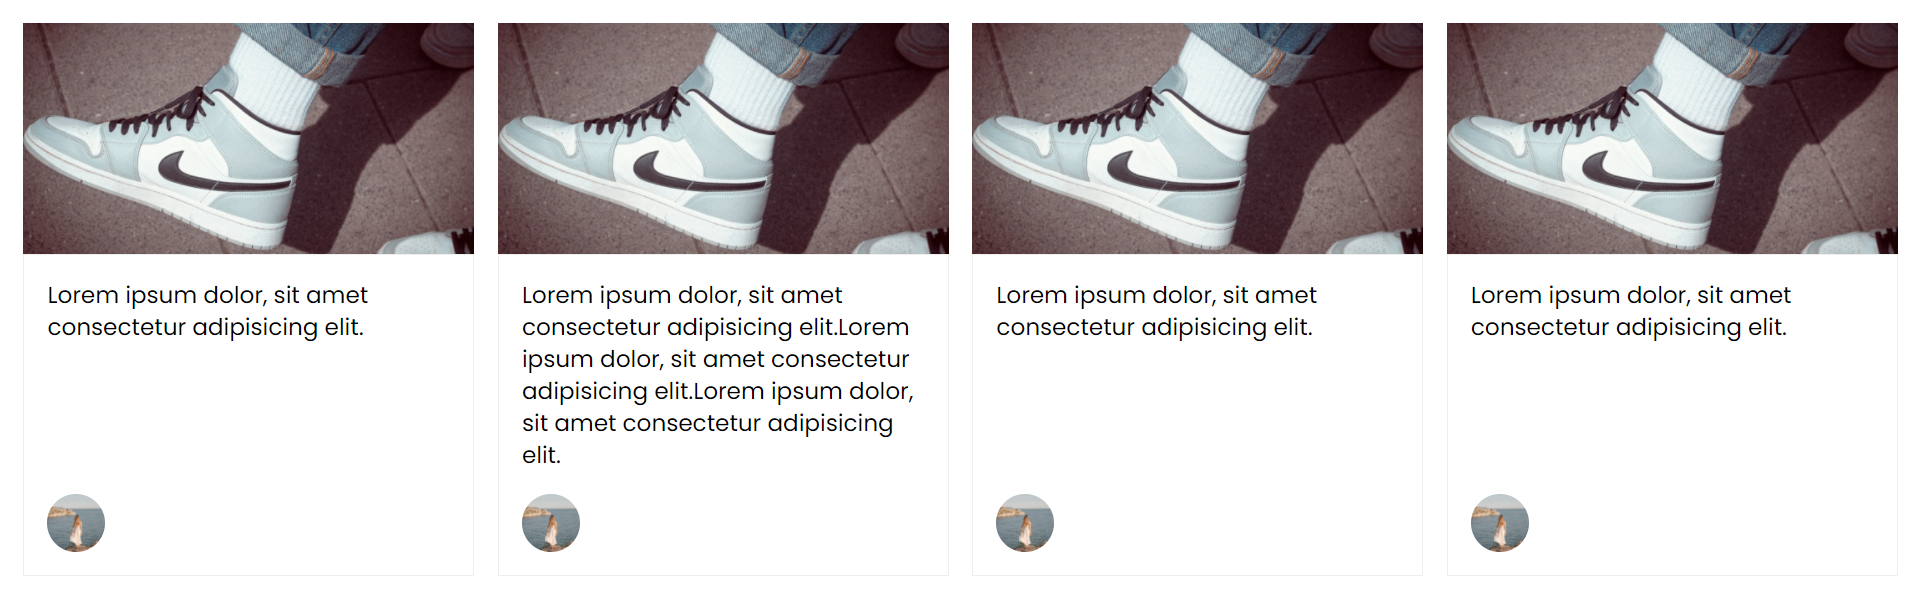 Lorem ipsum dolor, sit amet
consectetur adipisicing elit.
Lorem ipsum dolor, sit amet
consectetur adipisicing elit.Lorem
ipsum dolor, sit amet consectetur
adipisicing elit.Lorem ipsum dolor,
sit amet consectetur adipisicing
elit.
Lorem ipsum dolor, sit amet
consectetur adipisicing elit.
Lorem ipsum dolor, sit amet
consectetur adipisicing elit.